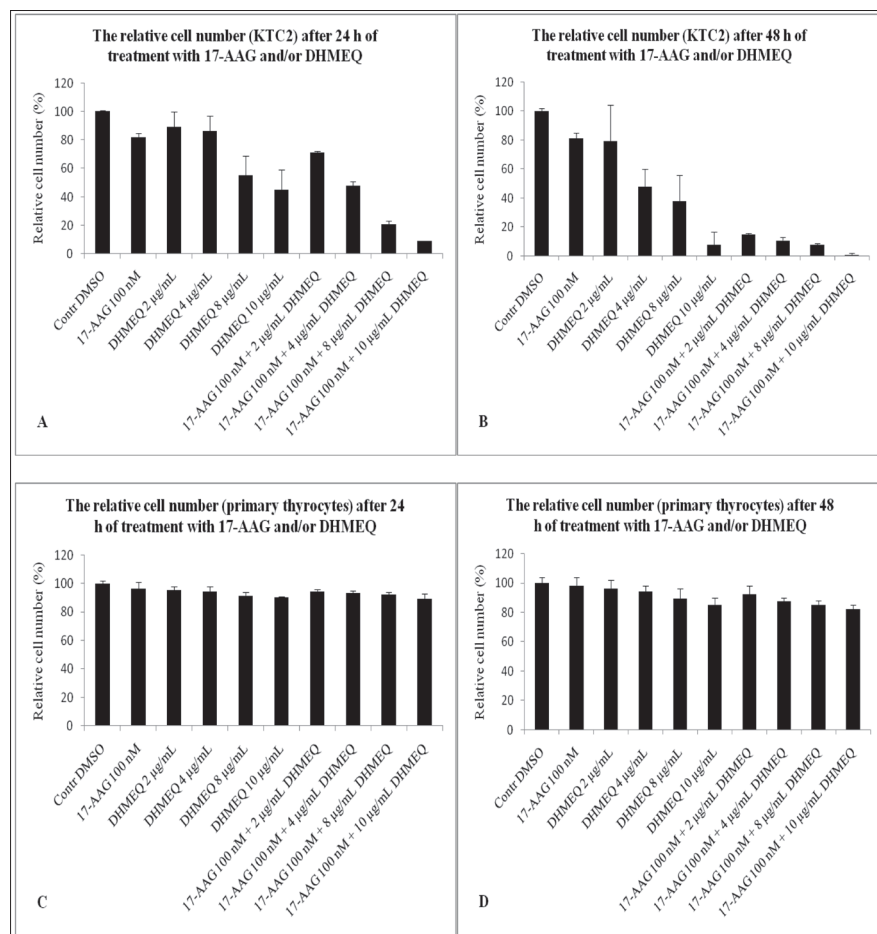 The relative cell number (KTC2) after 24 h of
treatment with 17-AAG and/or DHMEQ
Relative cell number (%)
120
100
80
60
40
20
0
Contr DMSO
17-AAG 100 nM
DHMEQ 2 µg/mL
DHMEQ 4 µg/mL
DHMEQ 8 µg/mL
DHMEQ 10 µg/mL
17-AAG 100 nM + 2 µg/mL DHMEQ
17-AAG 100 nM + 4 µg/mL DHMEQ
17-AAG 100 nM + 8 µg/mL DHMEQ
17-AAG 100 nM + 10 µg/mL DHMEQ
A
The relative cell number (KTC2) after 48 h of
treatment with 17-AAG and/or DHMEQ
Relative cell number (%)
120
100
80
60
40
20
0
Contr DMSO
17-AAG 100 nM
DHMEQ 2 µg/mL
DHMEQ 4 µg/mL
DHMEQ 8 µg/mL
DHMEQ 10 µg/mL
17-AAG 100 nM + 2 µg/mL DHMEQ
17-AAG 100 nM + 4 µg/mL DHMEQ
17-AAG 100 nM + 8 µg/mL DHMEQ
17-AAG 100 nM + 10 µg/mL DHMEQ
B
The relative cell number (primary thyrocytes) after 24
h of treatment with 17-AAG and/or DHMEQ
Relative cell number (%)
120
100
80
60
40
20
0
Contr DMSO
17-AAG 100 nM
DHMEQ 2 µg/mL
DHMEQ 4 µg/mL
DHMEQ 8 µg/mL
DHMEQ 10 µg/mL
17-AAG 100 nM + 2 µg/mL DHMEQ
17-AAG 100 nM + 4 µg/mL DHMEQ
17-AAG 100 nM + 8 µg/mL DHMEQ
17-AAG 100 nM + 10 µg/mL DHMEQ
C
The relative cell number (primary thyrocytes) after 48
h of treatment with 17-AAG and/or DHMEQ
Relative cell number (%)
120
100
80
60
40
20
0
Contr DMSO
17-AAG 100 nM
DHMEQ 2 µg/mL
DHMEQ 4 µg/mL
DHMEQ 8 µg/mL
DHMEQ 10 µg/mL
17-AAG 100 nM + 2 µg/mL DHMEQ
17-AAG 100 nM + 4 µg/mL DHMEQ
17-AAG 100 nM + 8 µg/mL DHMEQ
17-AAG 100 nM + 10 µg/mL DHMEQ
D